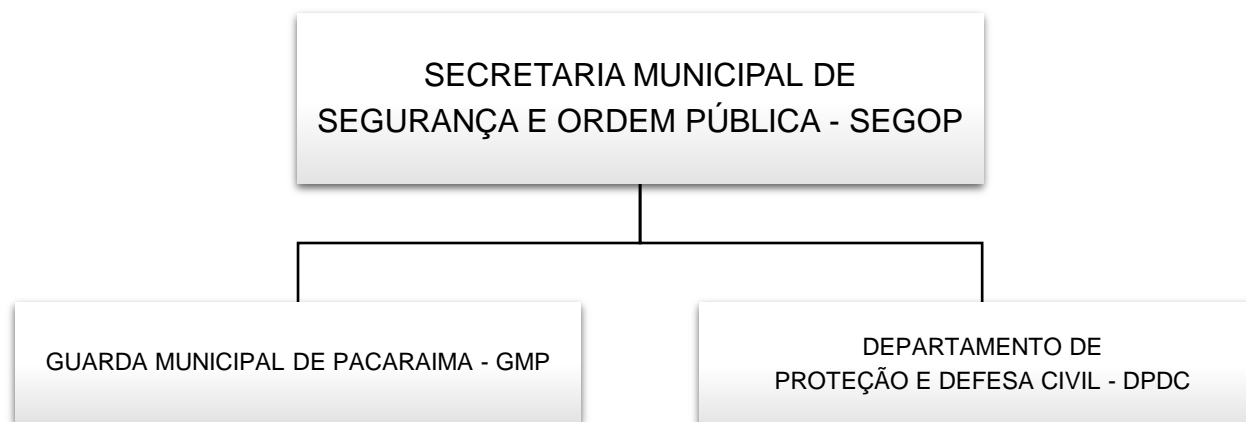 SECRETARIA MUNICIPAL DE
SEGURANÇA E ORDEM PÚBLICA - SEGOP
GUARDA MUNICIPAL DE PACARAIMA - GMP
DEPARTAMENTO DE
PROTEÇÃO E DEFESA CIVIL - DPDC